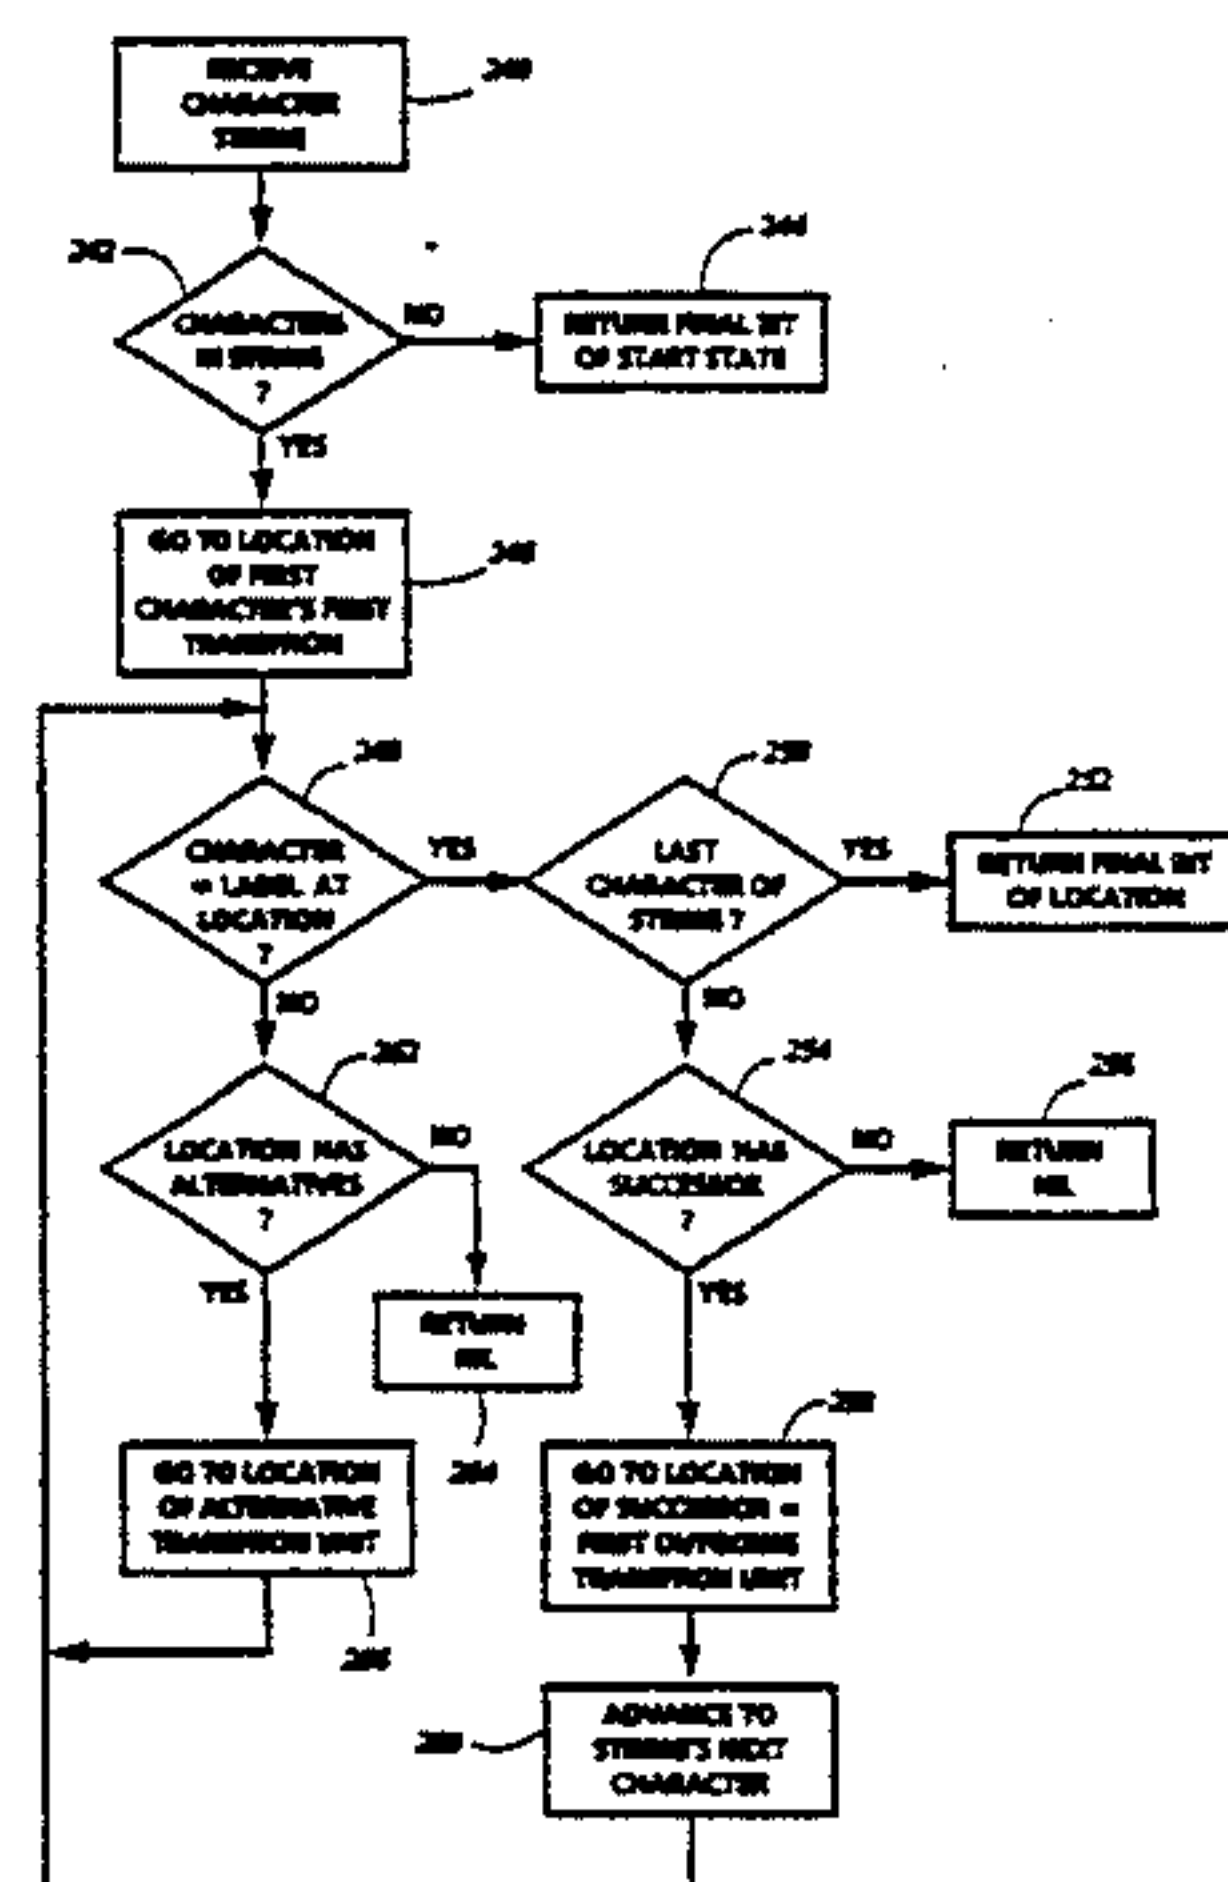 RECIEVE
CHARACTER
STRING
240
242
CHARACTERS
IN STRING
?
NO
244
RETURN FINAL BIT
OF START STATE
YES
GO TO LOCATION
OF FIRST
CHARACTER'S FIRST
TRANSITION
246
248
CHARACTER
= LABEL AT
LOCATION
?
YES
250
LAST
CHARACTER OF
STRING ?
YES
252
RETURN FINAL BIT
OF LOCATION
NO
NO
262
LOCATION HAS
ALTERNATIVES
?
NO
254
LOCATION HAS
SUCCESSOR
?
NO
256
RETURN
NIL
YES
RETURN
NIL
264
YES
GO TO LOCATION
OF ALTERNATIVE
TRANSITION UNIT
266
GO TO LOCATION
OF SUCCESSOR =
FIRST OUTGOING
TRANSITION UNIT
ADVANCE TO
STRING'S NEXT
CHARACTER